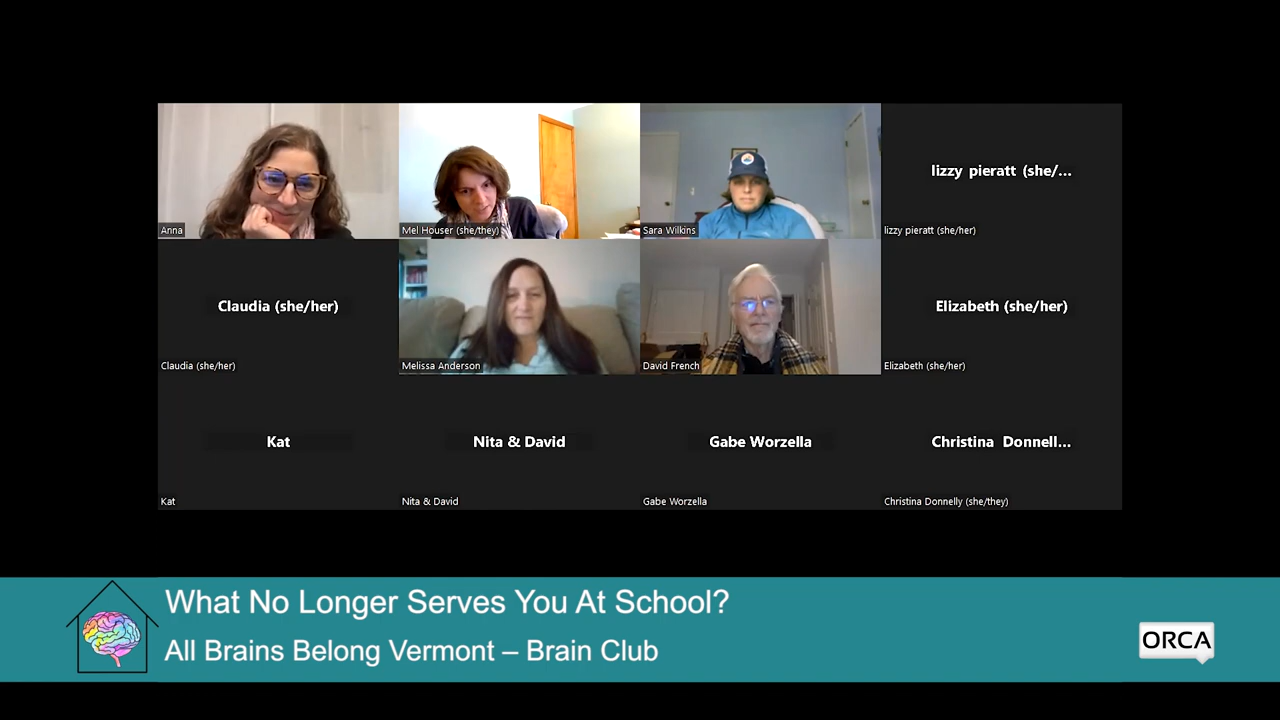 lizzy pieratt (she/...
Anna
Mel Houser (she/they)
Sara Wilkins
lizzy pieratt (she/her)
Claudia (she/her)
Elizabeth (she/her)
Claudia (she/her)
Melissa Anderson
David French
Elizabeth (she/her)
Kat
Nita & David
Gabe Worzella
Christina Donnell...
Kat
Nita & David
Gabe Worzella
Christina Donnelly (she/they)
What No Longer Serves You At School?
All Brains Belong Vermont – Brain Club
ORCA